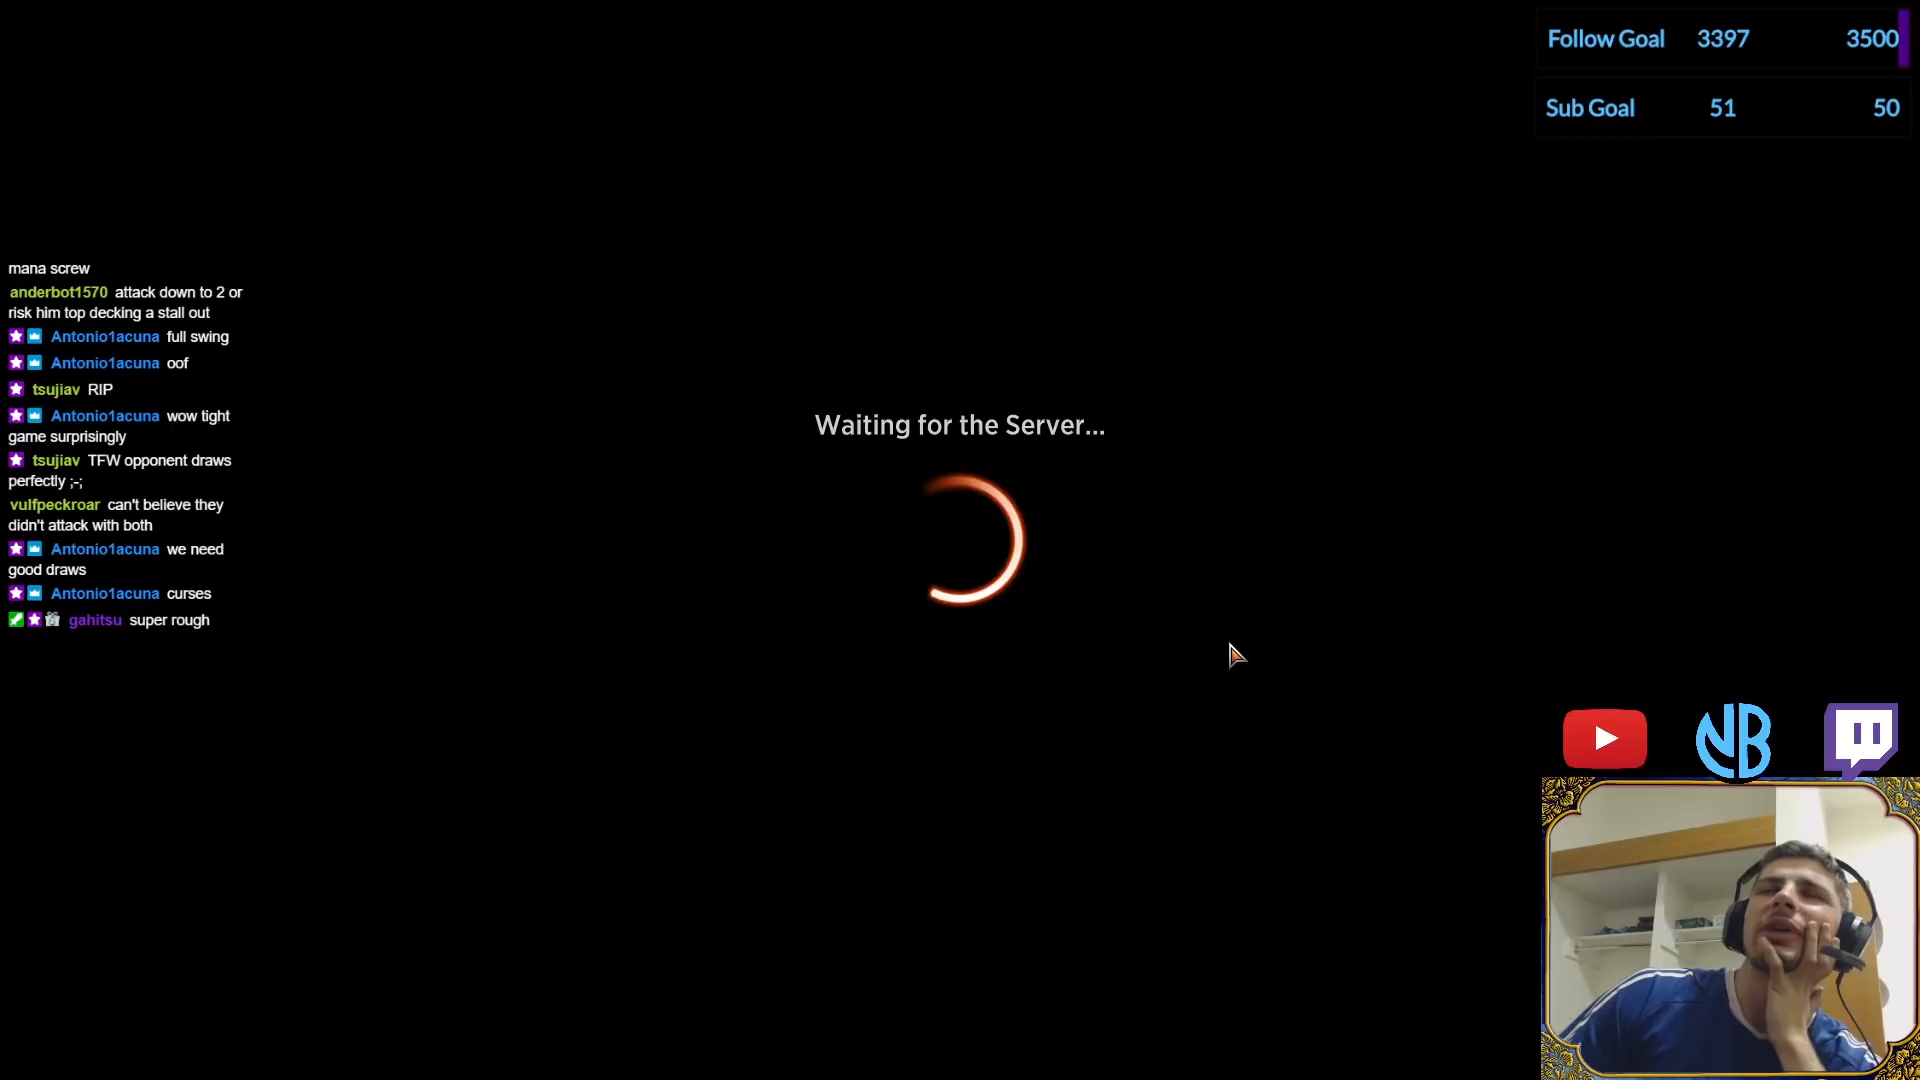 Follow Goal 3397 3500
Sub Goal 51 50
mana screw
anderbot1570 attack down to 2 or
risk him top decking a stall out
Antonio1acuna full swing
Antonio1acuna oof
tsujiav RIP
Antonio1acuna wow tight
game surprisingly
tsujiav TFW opponent draws
perfectly ;-;
vulfpeckroar can't believe they
didn't attack with both
Antonio1acuna we need
good draws
Antonio1acuna curses
gahitsu super rough
Waiting for the Server...
NB